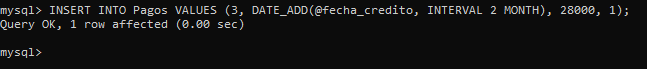 mysql> INSERT INTO Pagos VALUES (3, DATE_ADD(@fecha_credito, INTERVAL 2 MONTH), 28000, 1);
Query OK, 1 row affected (0.00 sec)
mysql>